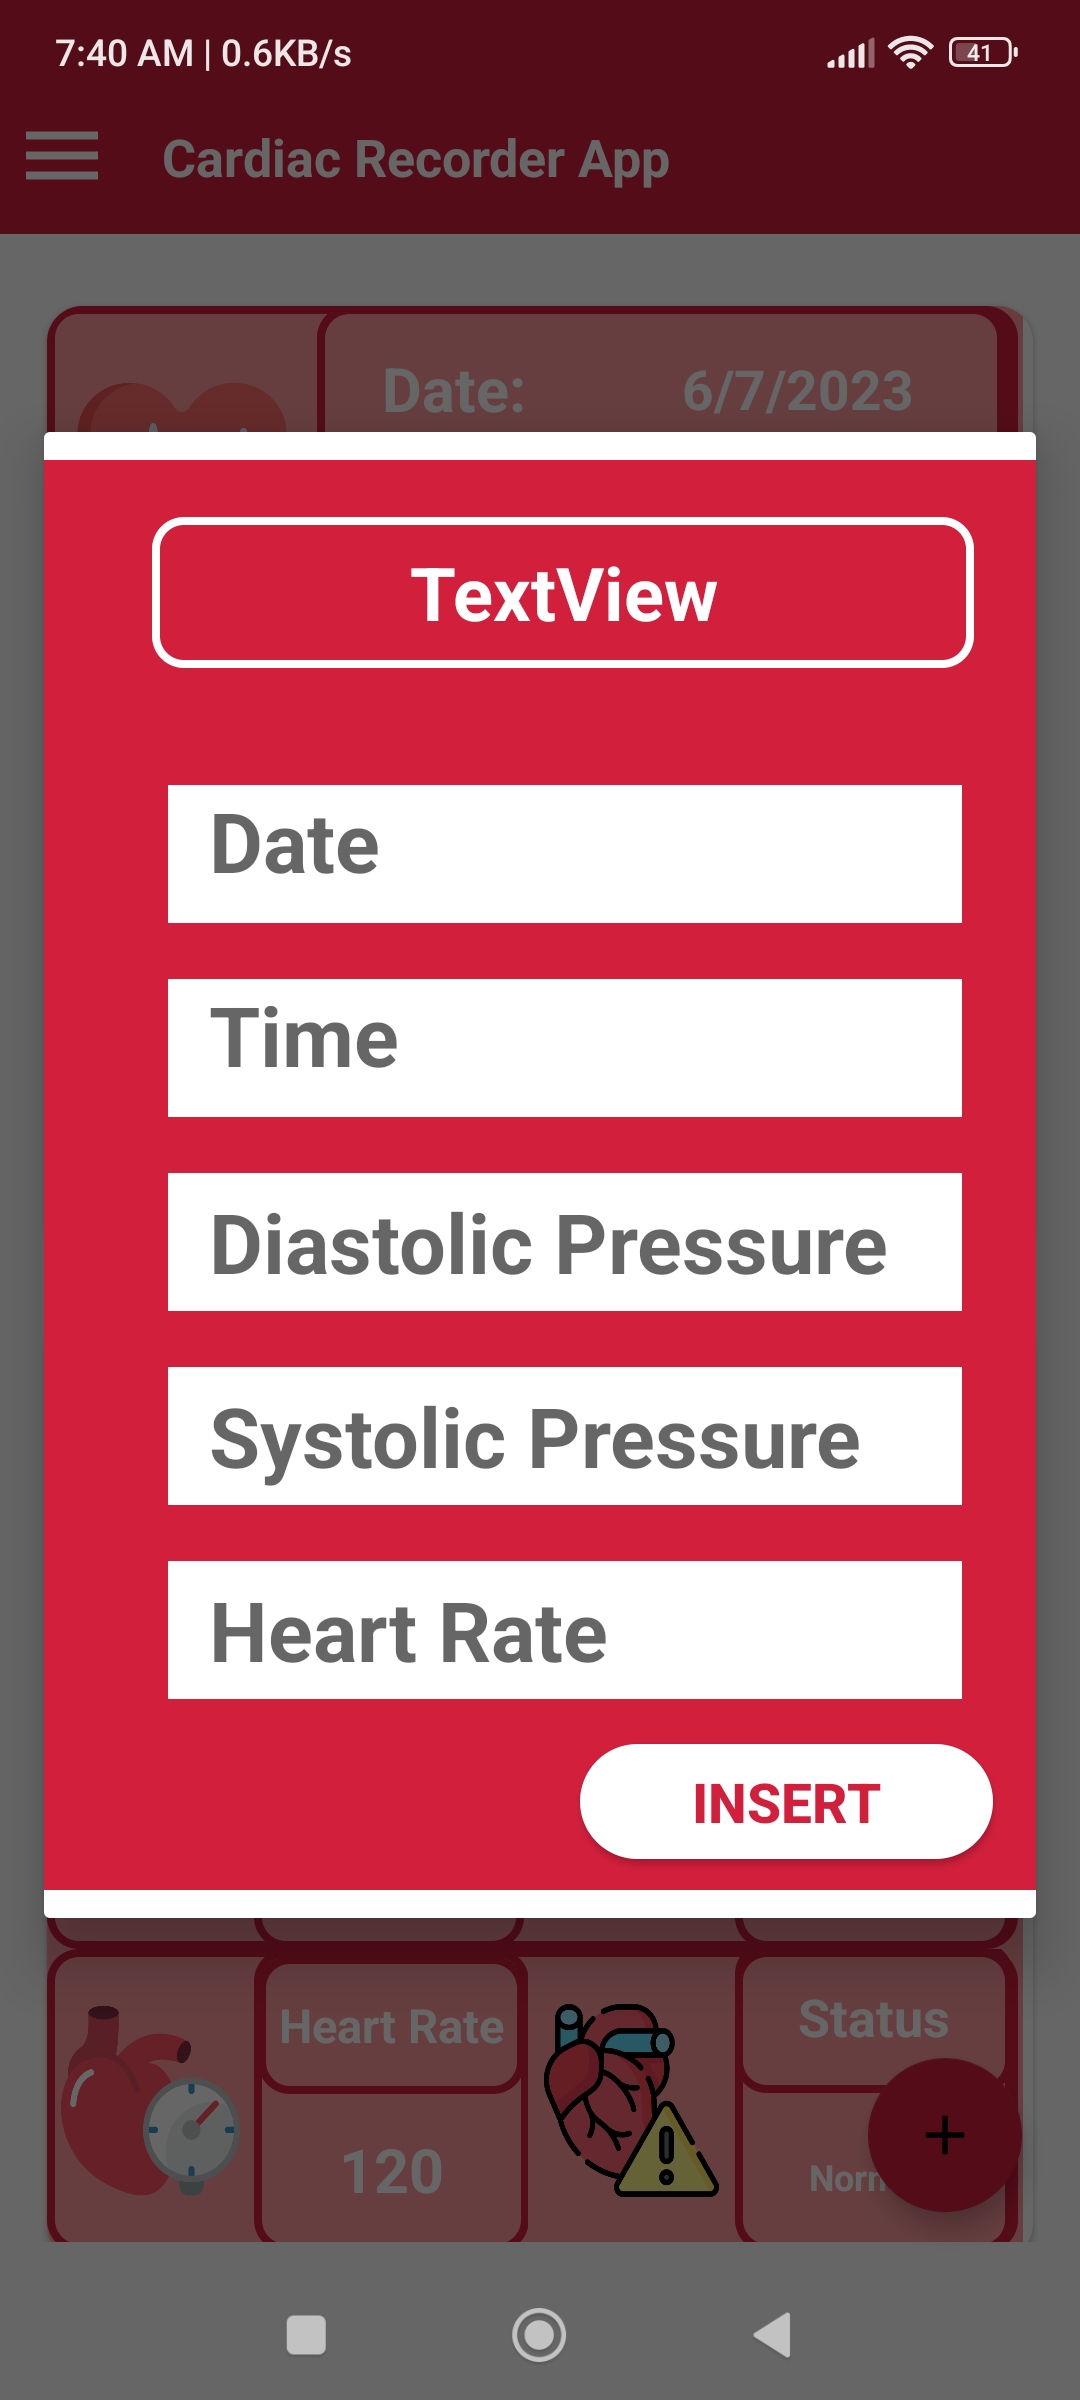 7:40 AM | 0.6KB/s
41
Cardiac Recorder App
Date: 6/7/2023
TextView
Date
Time
Diastolic Pressure
Systolic Pressure
Heart Rate
INSERT
Heart Rate
Status
120
+